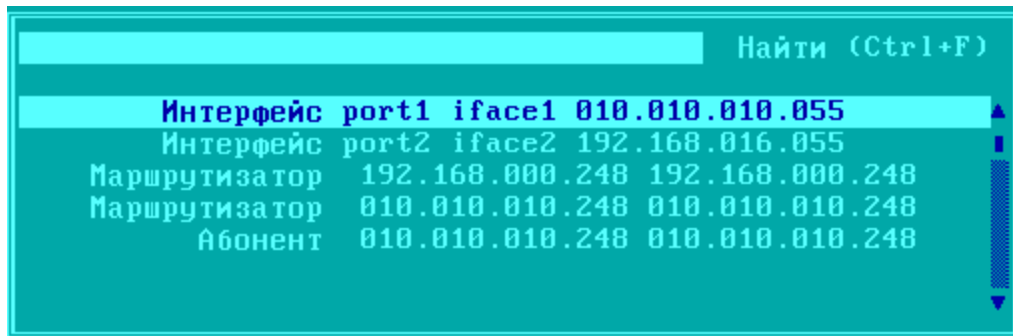 Найти (Ctrl+F)
Интерфейс port1 iface1 010.010.010.055
Интерфейс port2 iface2 192.168.016.055
Маршрутизатор 192.168.000.248 192.168.000.248
Маршрутизатор 010.010.010.248 010.010.010.248
Абонент 010.010.010.248 010.010.010.248